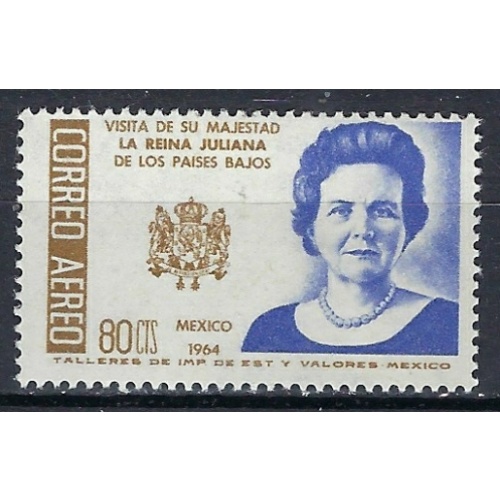 VISITA DE SU MAJESTAD
LA REINA JULIANA
DE LOS PAISES BAJOS
CORREO AEREO
80 CTS
MEXICO
1964
TALLERES DE IMP. DE EST. Y VALORES-MEXICO